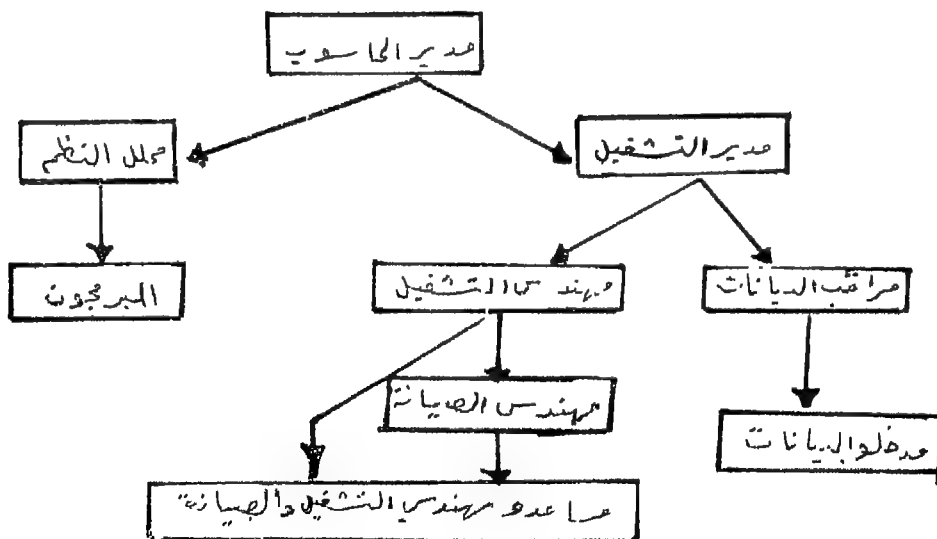 مدير الحاسوب
مدير التشغيل
محلل النظم
مهندس التشغيل
مراقب البيانات
المبرمجون
مهندس الصيانة
مدخلو البيانات
مساعدو مهندسي التشغيل والصيانة